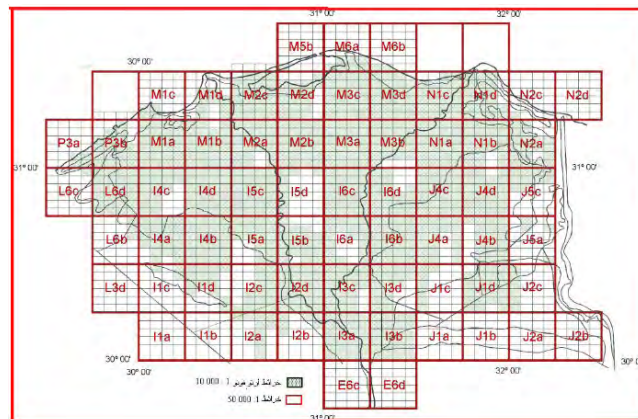 31° 00' 32° 00'
M5b M6a M6b
30° 00'
M1c M1d M2c M2d M3c M3d N1c N1d N2c N2d
P3a P3b M1a M1b M2a M2b M3a M3b N1a N1b N2a
31° 00' 31° 00'
L6c L6d I4c I4d I5c I5d I6c I6d J4c J4d J5c
L6b I4a I4b I5a I5b I6a I6b J4a J4b J5a
L3d I1c I1d I2c I2d I3c I3d J1c J1d J2c
I1a I1b I2a I2b I3a I3b J1a J1b J2a J2b
30° 00' 30° 00'
30° 00' 32° 00'
خرائط أورتوفوتو 1 : 10 000
E6c E6d
خرائط 1: 50 000
31° 00'